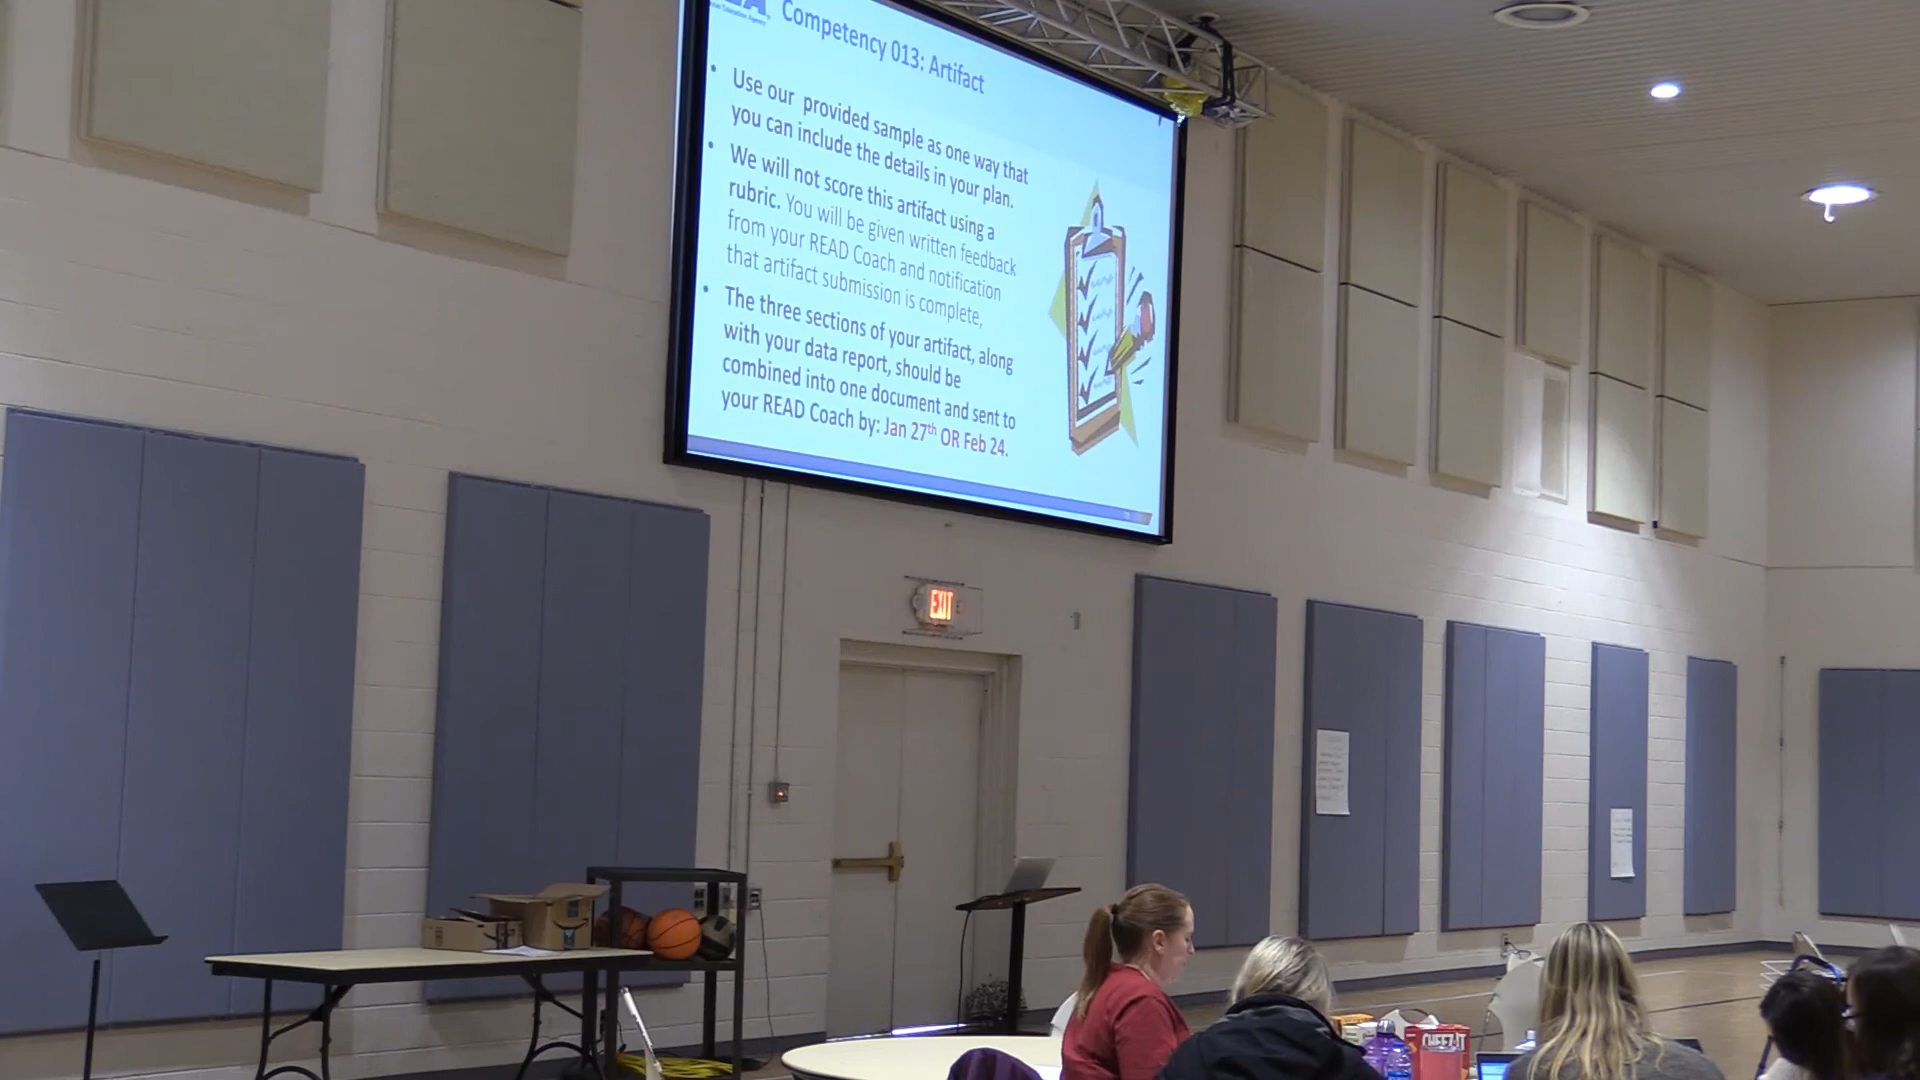 Competency 013: Artifact
• Use our provided sample as one way that
you can include the details in your plan.
• We will not score this artifact using a
rubric. You will be given written feedback
from your READ Coach and notification
that artifact submission is complete,
• The three sections of your artifact, along
with your data report, should be
combined into one document and sent to
your READ Coach by: Jan 27th OR Feb 24.
EXIT
CHEEZ-IT